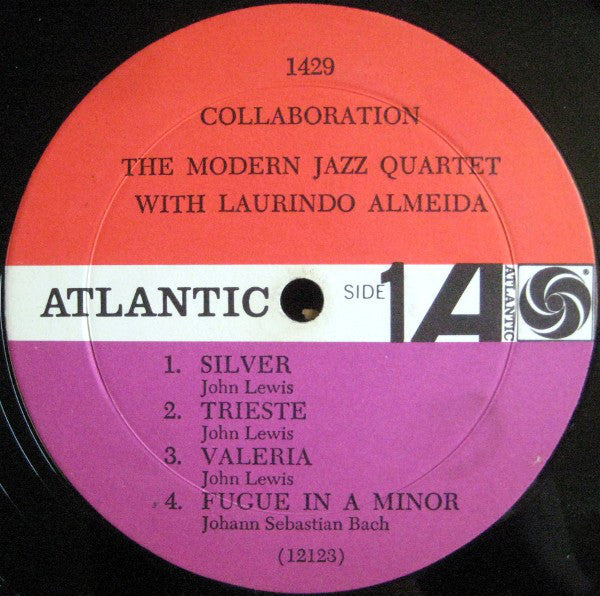 1429
COLLABORATION
THE MODERN JAZZ QUARTET
WITH LAURINDO ALMEIDA
ATLANTIC SIDE 1 A ATLANTIC
1. SILVER
John Lewis
2. TRIESTE
John Lewis
3. VALERIA
John Lewis
4. FUGUE IN A MINOR
Johann Sebastian Bach
(12123)